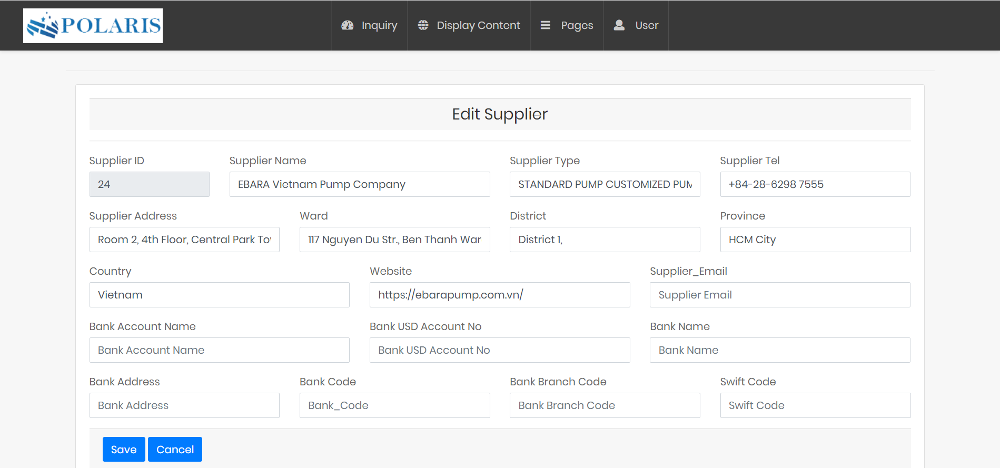 POLARIS
Inquiry
Display Content
Pages
User
Edit Supplier
Supplier ID
Supplier Name
Supplier Type
Supplier Tel
24
EBARA Vietnam Pump Company
STANDARD PUMP CUSTOMIZED PUM
+84-28-6298 7555
Supplier Address
Ward
District
Province
Room 2, 4th Floor, Central Park To
117 Nguyen Du Str., Ben Thanh War
District 1,
HCM City
Country
Website
Supplier_Email
Vietnam
https://ebarapump.com.vn/
Supplier Email
Bank Account Name
Bank USD Account No
Bank Name
Bank Account Name
Bank USD Account No
Bank Name
Bank Address
Bank Code
Bank Branch Code
Swift Code
Bank Address
Bank_Code
Bank Branch Code
Swift Code
Save
Cancel